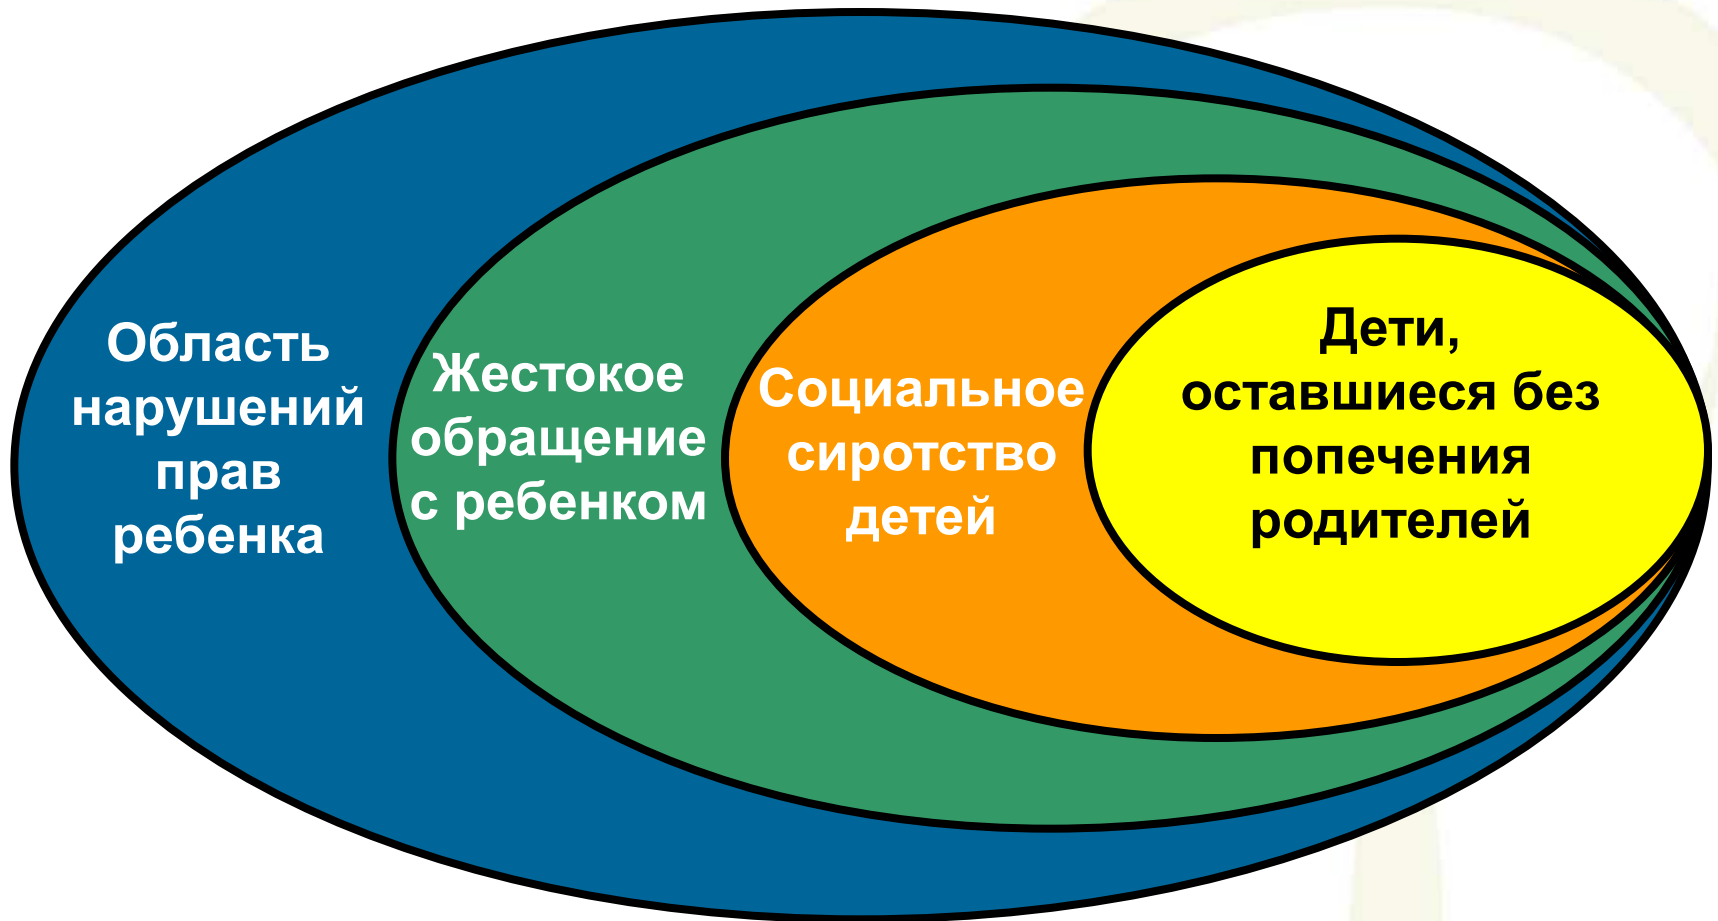 Область
нарушений
прав
ребенка
Жестокое
обращение
с ребенком
Социальное
сиротство
детей
Дети,
оставшиеся без
попечения
родителей